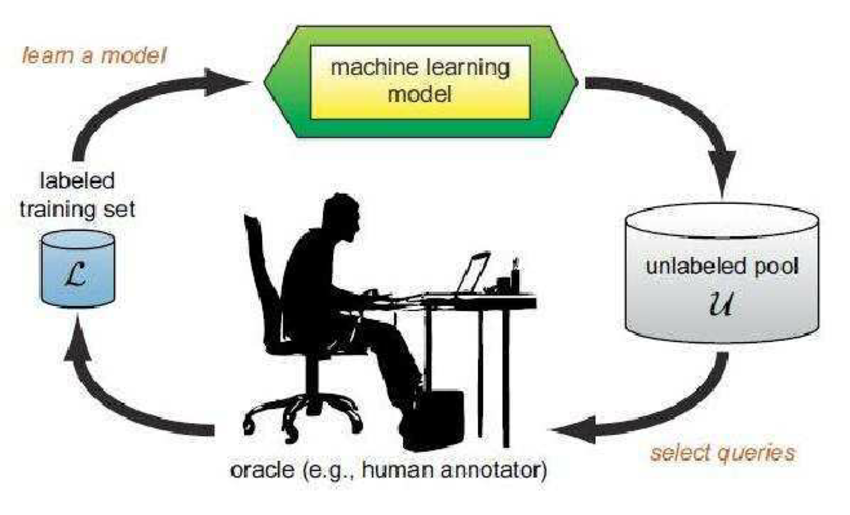 learn a model
machine learning
model
labeled
training set
ℒ
unlabeled pool
𝒰
oracle (e.g., human annotator)
select queries